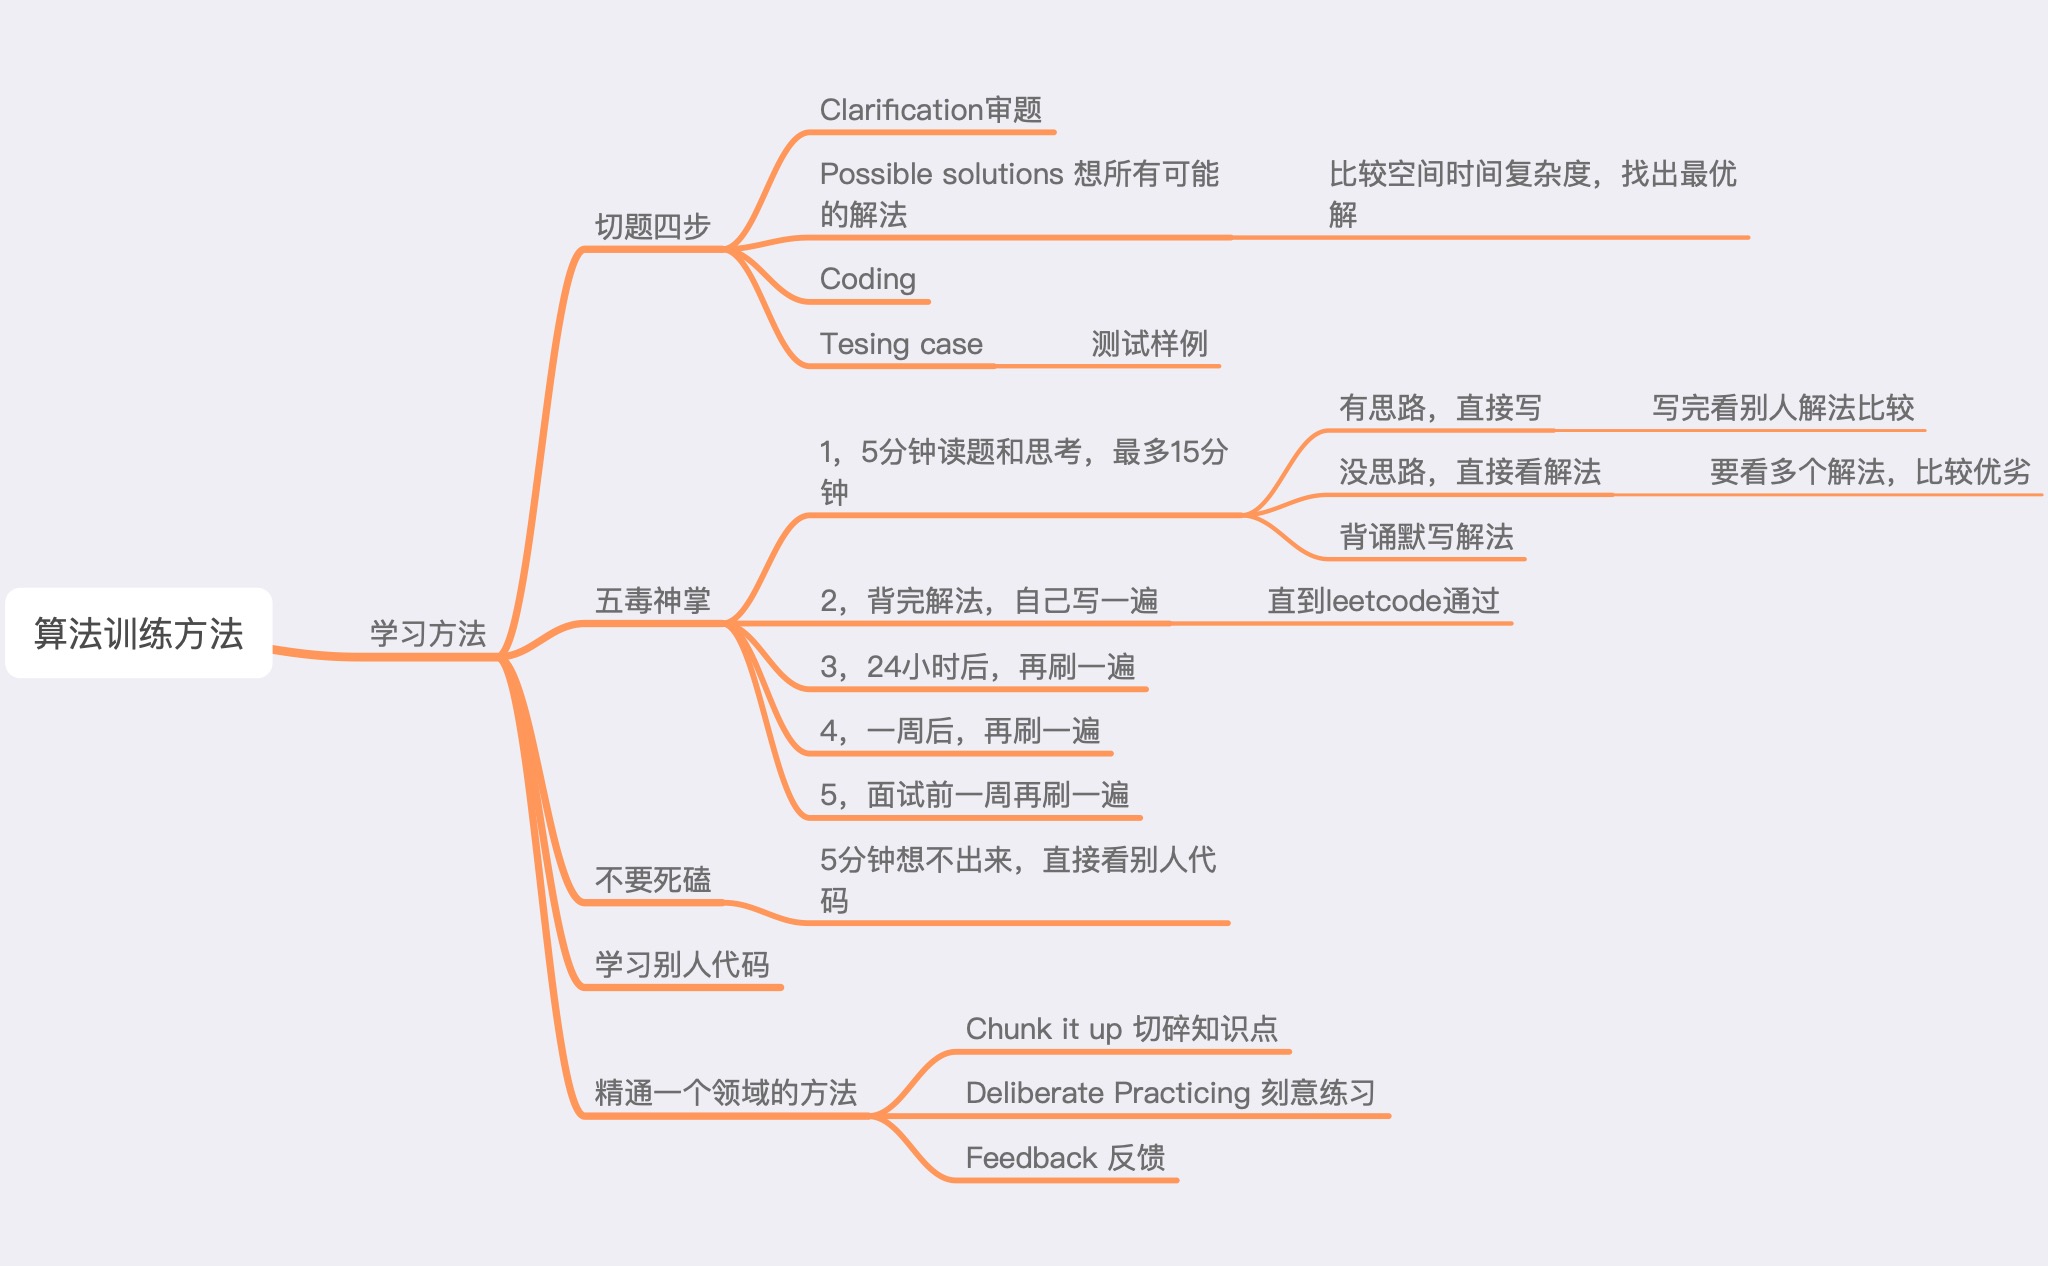 算法训练方法
学习方法
切题四步
Clarification审题
Possible solutions 想所有可能
的解法
比较空间时间复杂度，找出最优
解
Coding
Tesing case
测试样例
五毒神掌
1，5分钟读题和思考，最多15分
钟
有思路，直接写
写完看别人解法比较
没思路，直接看解法
要看多个解法，比较优劣
背诵默写解法
2，背完解法，自己写一遍
直到leetcode通过
3，24小时后，再刷一遍
4，一周后，再刷一遍
5，面试前一周再刷一遍
不要死磕
5分钟想不出来，直接看别人代
码
学习别人代码
精通一个领域的方法
Chunk it up 切碎知识点
Deliberate Practicing 刻意练习
Feedback 反馈